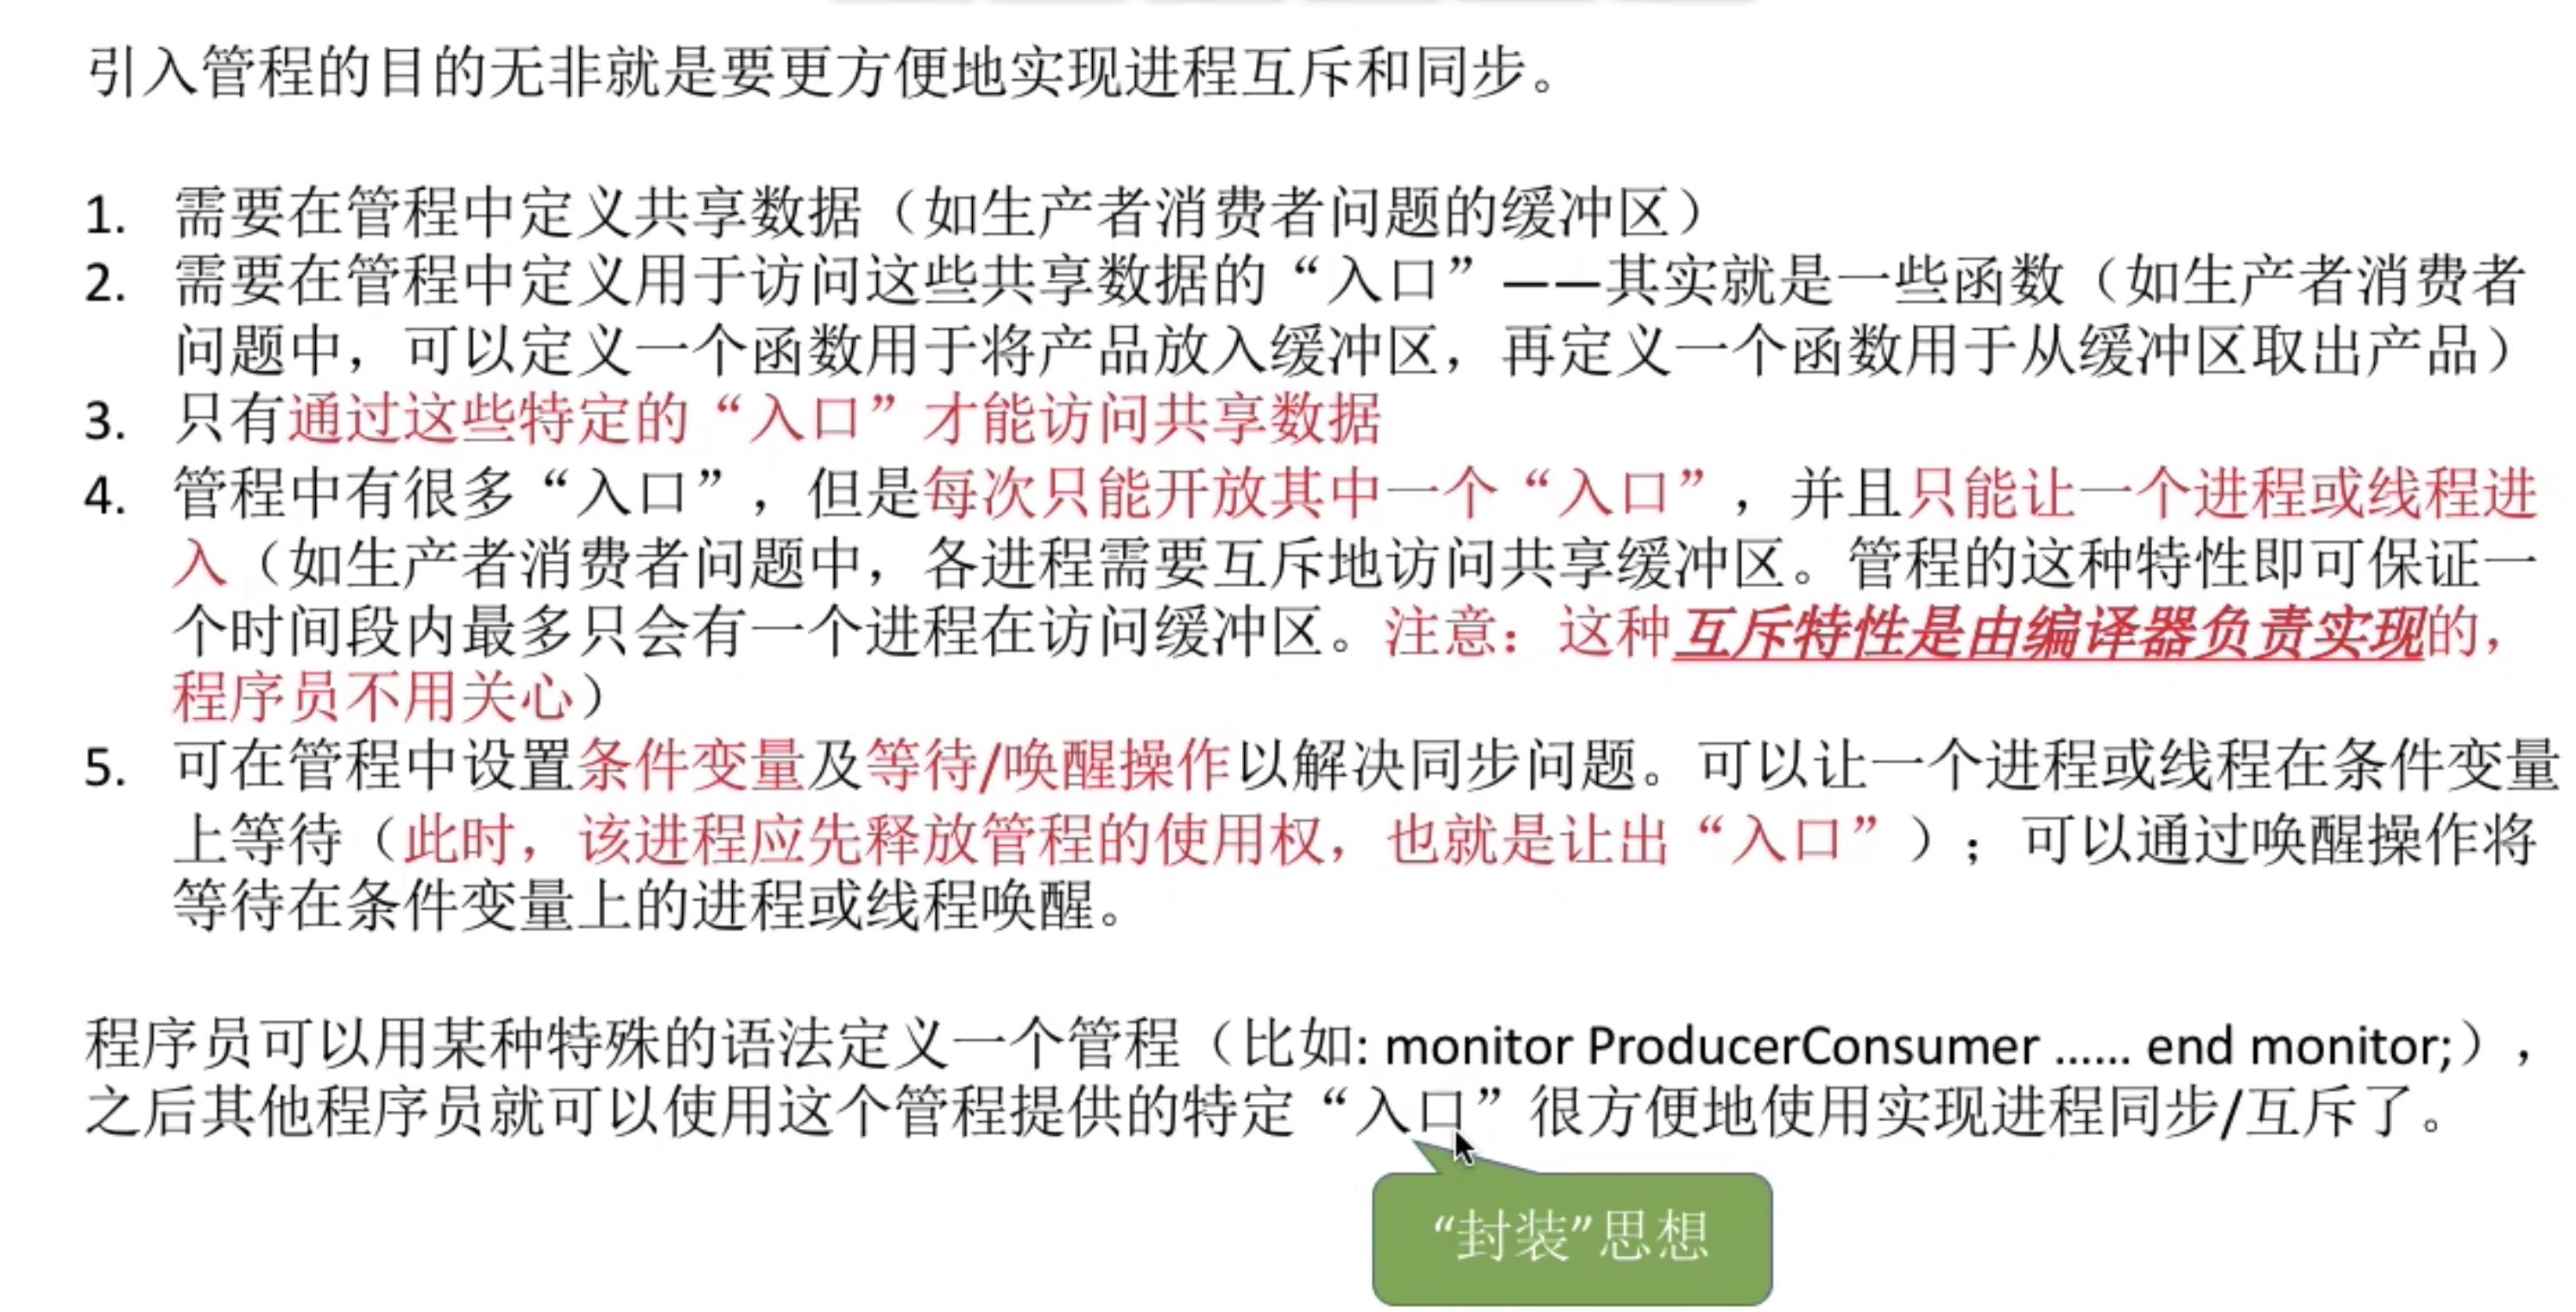 引入管程的目的无非就是要更方便地实现进程互斥和同步。
1. 需要在管程中定义共享数据（如生产者消费者问题的缓冲区）
2. 需要在管程中定义用于访问这些共享数据的“入口”——其实就是一些函数（如生产者消费者
问题中，可以定义一个函数用于将产品放入缓冲区，再定义一个函数用于从缓冲区取出产品）
3. 只有通过这些特定的“入口”才能访问共享数据
4. 管程中有很多“入口”，但是每次只能开放其中一个“入口”，并且只能让一个进程或线程进
入（如生产者消费者问题中，各进程需要互斥地访问共享缓冲区。管程的这种特性即可保证一
个时间段内最多只会有一个进程在访问缓冲区。注意：这种互斥特性是由编译器负责实现的，
程序员不用关心）
5. 可在管程中设置条件变量及等待/唤醒操作以解决同步问题。可以让一个进程或线程在条件变量
上等待（此时，该进程应先释放管程的使用权，也就是让出“入口”）；可以通过唤醒操作将
等待在条件变量上的进程或线程唤醒。
程序员可以用某种特殊的语法定义一个管程（比如: monitor ProducerConsumer …… end monitor;），
之后其他程序员就可以使用这个管程提供的特定“入口”很方便地使用实现进程同步/互斥了。
“封装”思想